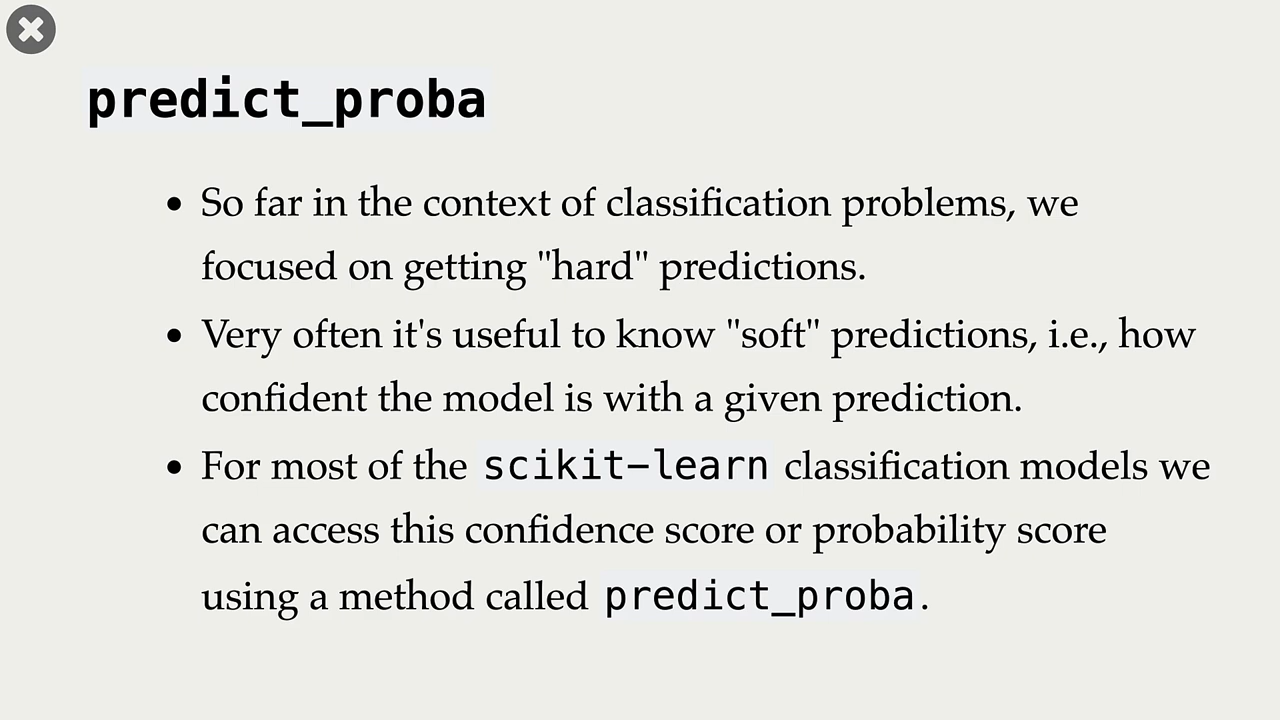 predict_proba
• So far in the context of classification problems, we
focused on getting "hard" predictions.
• Very often it's useful to know "soft" predictions, i.e., how
confident the model is with a given prediction.
• For most of the scikit-learn classification models we
can access this confidence score or probability score
using a method called predict_proba.